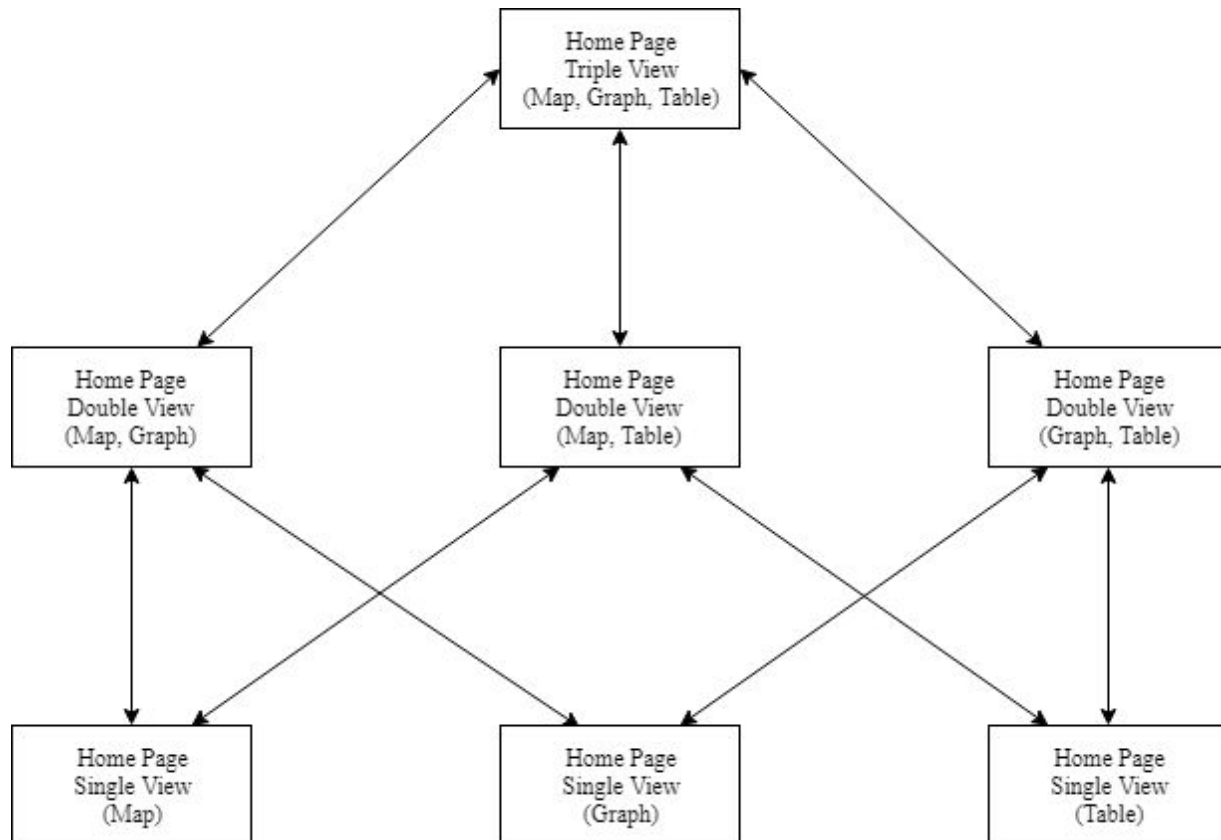 Home Page
Triple View
(Map, Graph, Table)
Home Page
Double View
(Map, Graph)
Home Page
Double View
(Map, Table)
Home Page
Double View
(Graph, Table)
Home Page
Single View
(Map)
Home Page
Single View
(Graph)
Home Page
Single View
(Table)